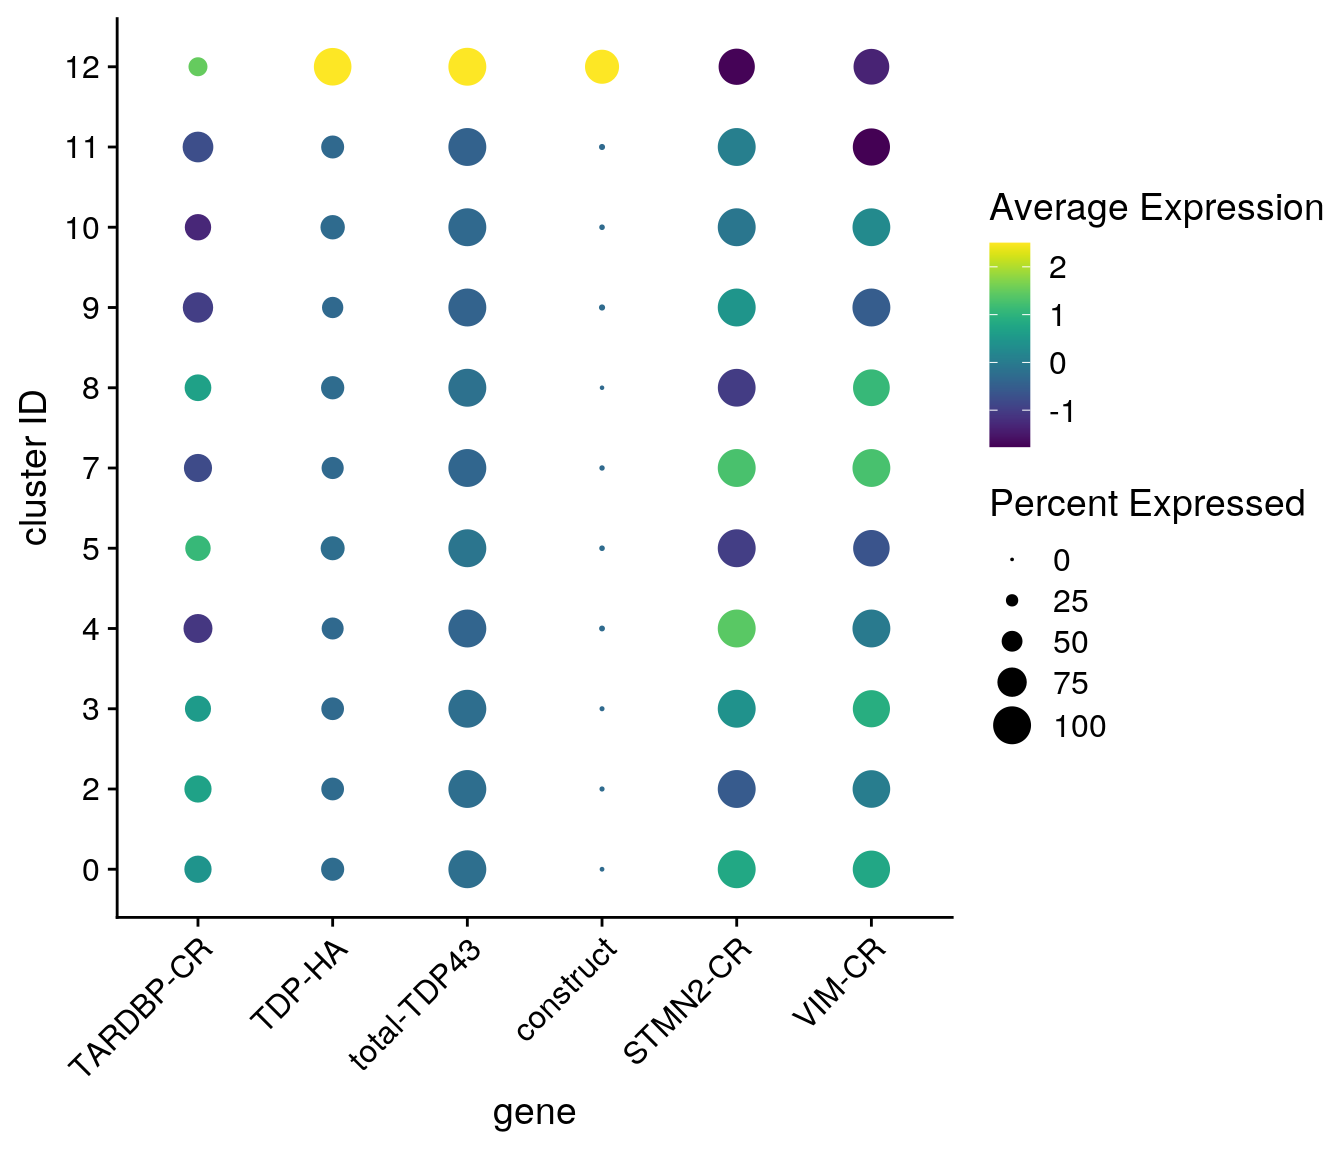 12
11
10
9
8
7
5
4
3
2
0
cluster ID
TARDBP-CR
TDP-HA
total-TDP43
construct
STMN2-CR
VIM-CR
gene
Average Expression
2
1
0
-1
Percent Expressed
0
25
50
75
100